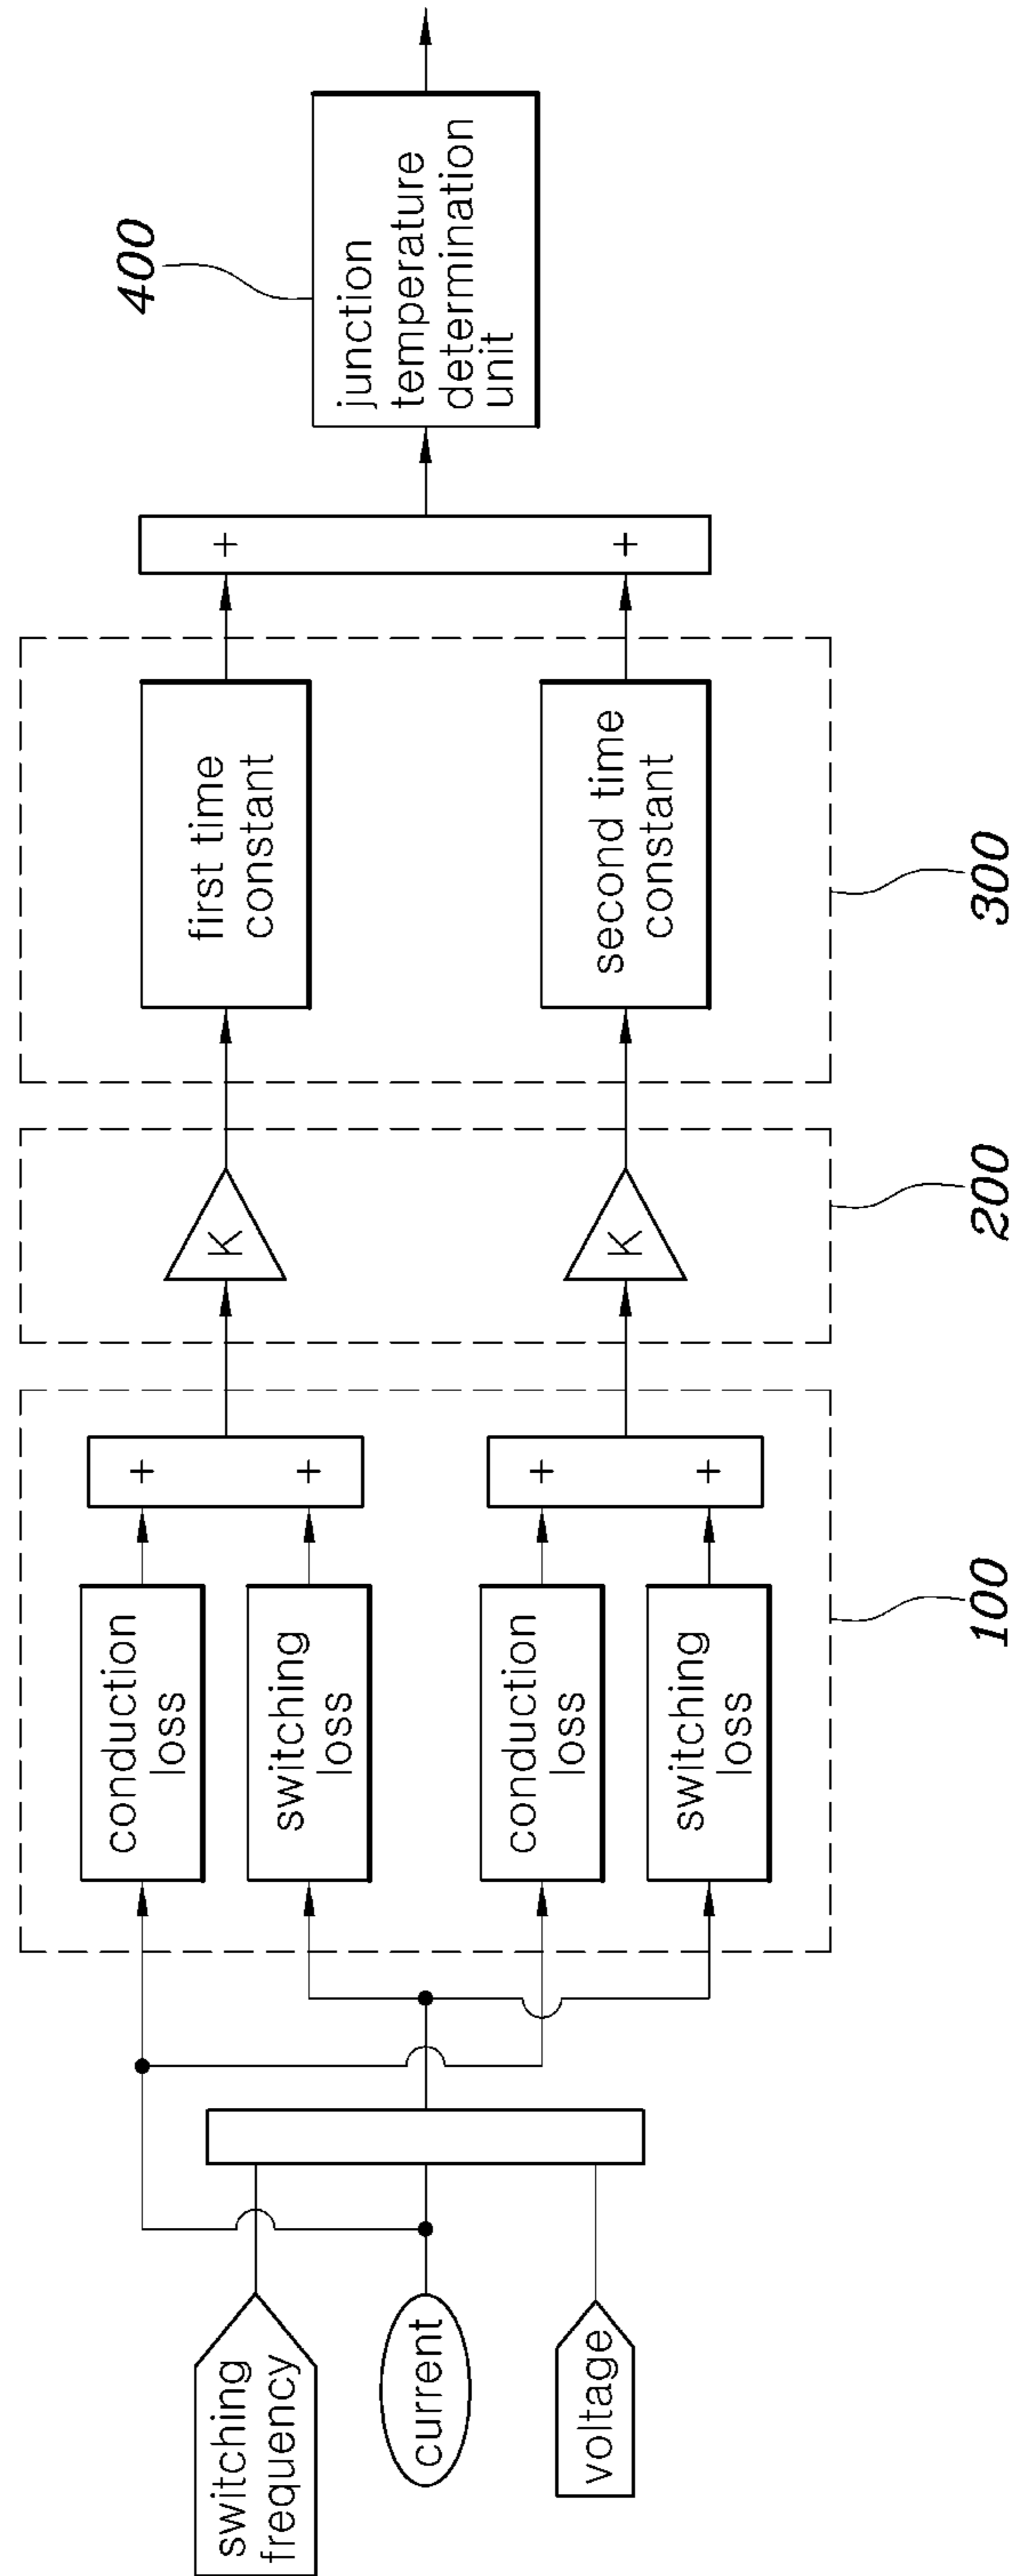 switching
frequency
current
voltage
conduction
loss
switching
loss
conduction
loss
switching
loss
+
+
+
+
100
K
K
200
first time
constant
second time
constant
300
+
+
junction
temperature
determination
unit
400